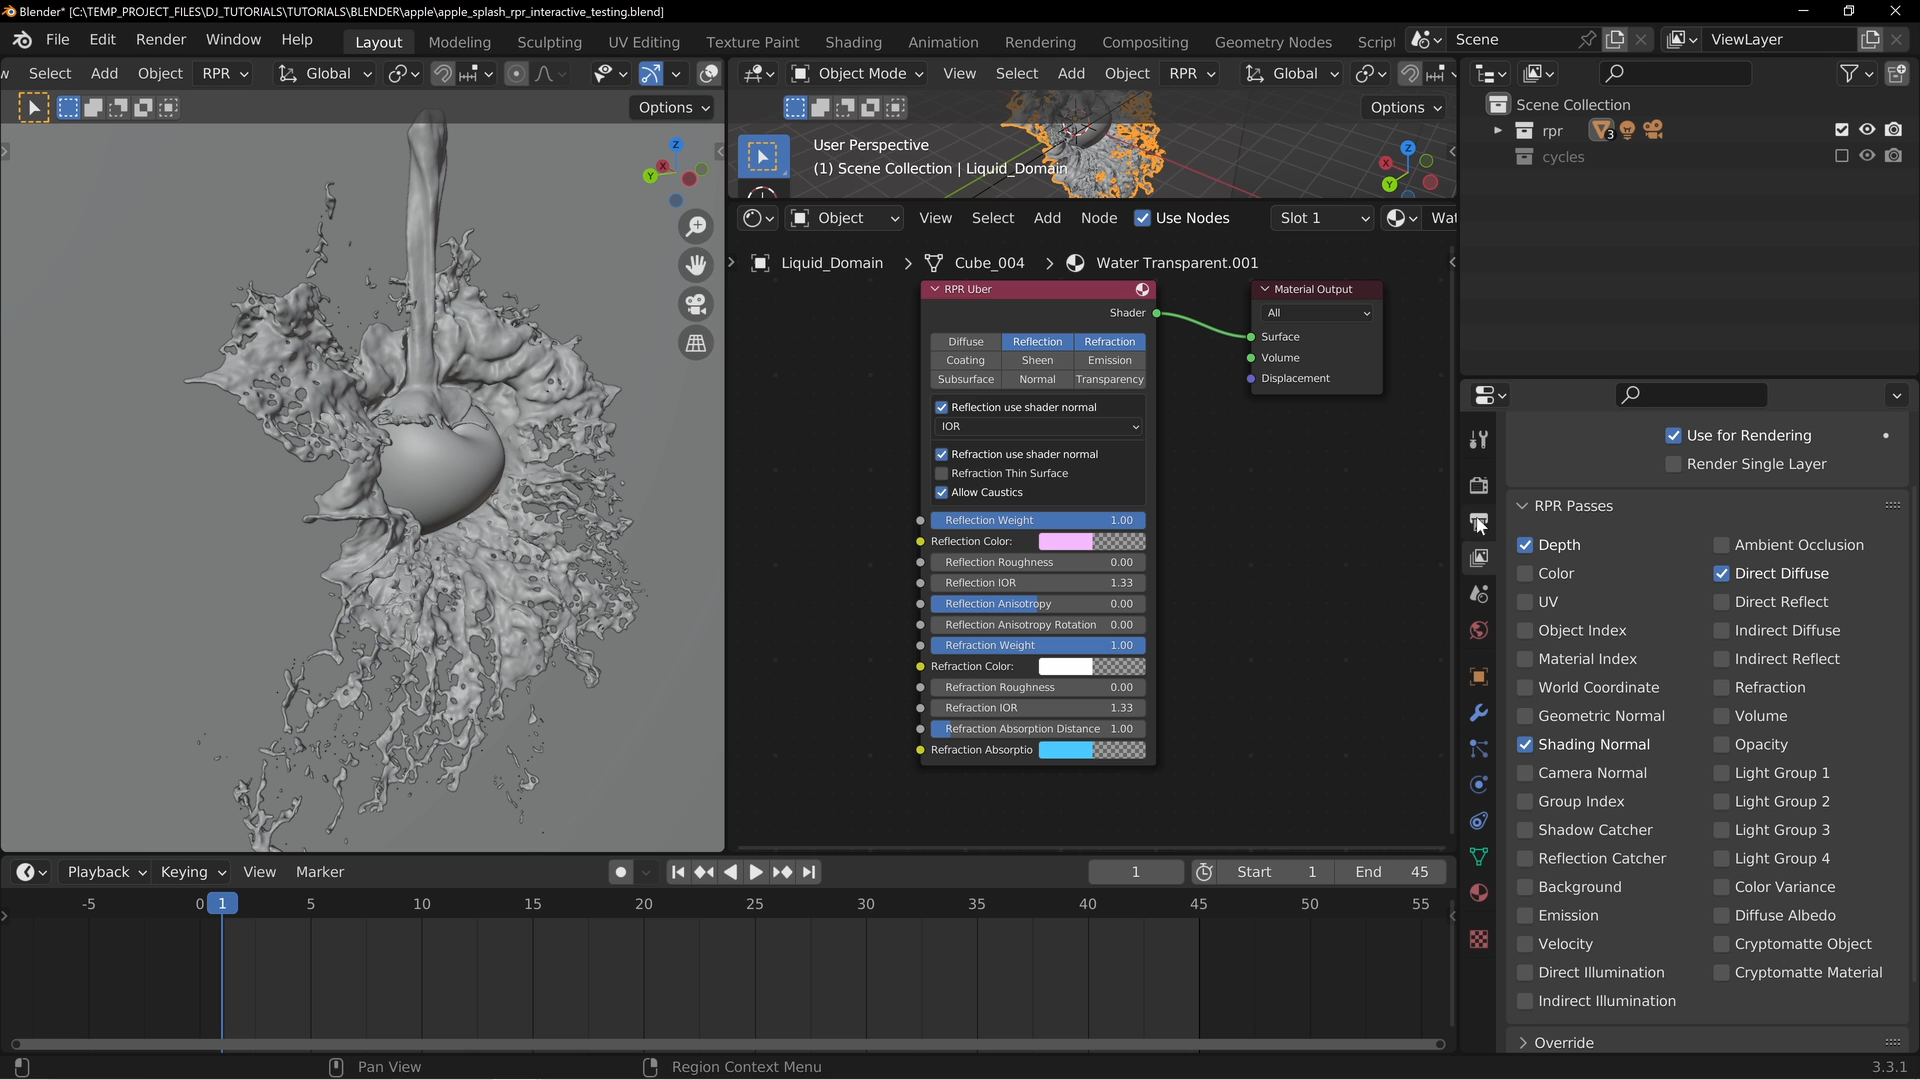 Blender* [C:\TEMP_PROJECT_FILES\DJ_TUTORIALS\TUTORIALS\BLENDER\apple\apple_splash_rpr_interactive_testing.blend]
File Edit Render Window Help Layout Modeling Sculpting UV Editing Texture Paint Shading Animation Rendering Compositing Geometry Nodes Script Scene ViewLayer
w Select Add Object RPR Global
Options
Object Mode View Select Add Object RPR Global
Options
User Perspective
(1) Scene Collection | Liquid_Domain
X Y Z
X Y Z
Object View Select Add Node Use Nodes Slot 1 Wat
Liquid_Domain > Cube_004 > Water Transparent.001
RPR Uber
Shader
Diffuse Reflection Refraction
Coating Sheen Emission
Subsurface Normal Transparency
Reflection use shader normal
IOR
Refraction use shader normal
Refraction Thin Surface
Allow Caustics
Reflection Weight 1.00
Reflection Color:
Reflection Roughness 0.00
Reflection IOR 1.33
Reflection Anisotropy 0.00
Reflection Anisotropy Rotation 0.00
Refraction Weight 1.00
Refraction Color:
Refraction Roughness 0.00
Refraction IOR 1.33
Refraction Absorption Distance 1.00
Refraction Absorptio
Material Output
All
Surface
Volume
Displacement
Scene Collection
rpr 3
cycles
Use for Rendering
Render Single Layer
RPR Passes
Depth Ambient Occlusion
Color Direct Diffuse
UV Direct Reflect
Object Index Indirect Diffuse
Material Index Indirect Reflect
World Coordinate Refraction
Geometric Normal Volume
Shading Normal Opacity
Camera Normal Light Group 1
Group Index Light Group 2
Shadow Catcher Light Group 3
Reflection Catcher Light Group 4
Background Color Variance
Emission Diffuse Albedo
Velocity Cryptomatte Object
Direct Illumination Cryptomatte Material
Indirect Illumination
Override
Playback Keying View Marker 1 Start 1 End 45
-5 0 1 5 10 15 20 25 30 35 40 45 50 55
Pan View Region Context Menu 3.3.1